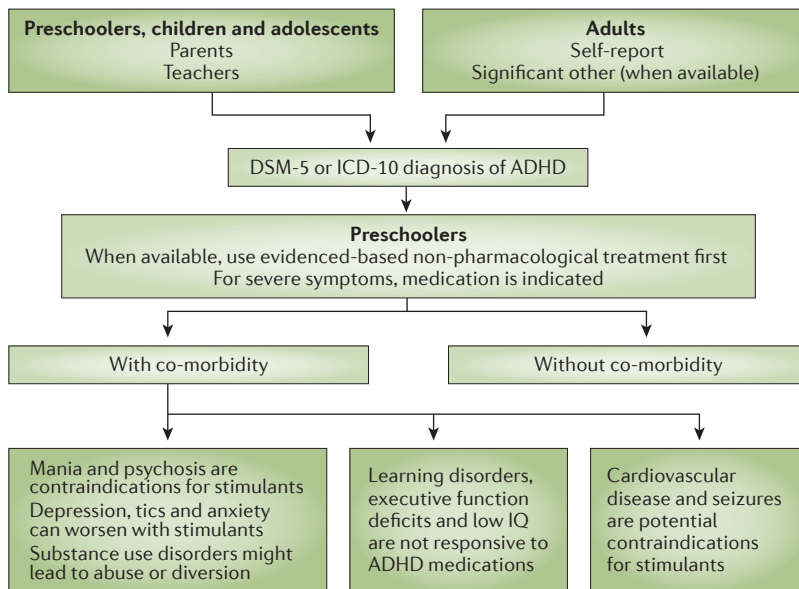 Preschoolers, children and adolescents
Parents
Teachers
Adults
Self-report
Significant other (when available)
DSM-5 or ICD-10 diagnosis of ADHD
Preschoolers
When available, use evidenced-based non-pharmacological treatment first
For severe symptoms, medication is indicated
With co-morbidity
Without co-morbidity
Mania and psychosis are
contraindications for stimulants
Depression, tics and anxiety
can worsen with stimulants
Substance use disorders might
lead to abuse or diversion
Learning disorders,
executive function
deficits and low IQ
are not responsive to
ADHD medications
Cardiovascular
disease and seizures
are potential
contraindications
for stimulants